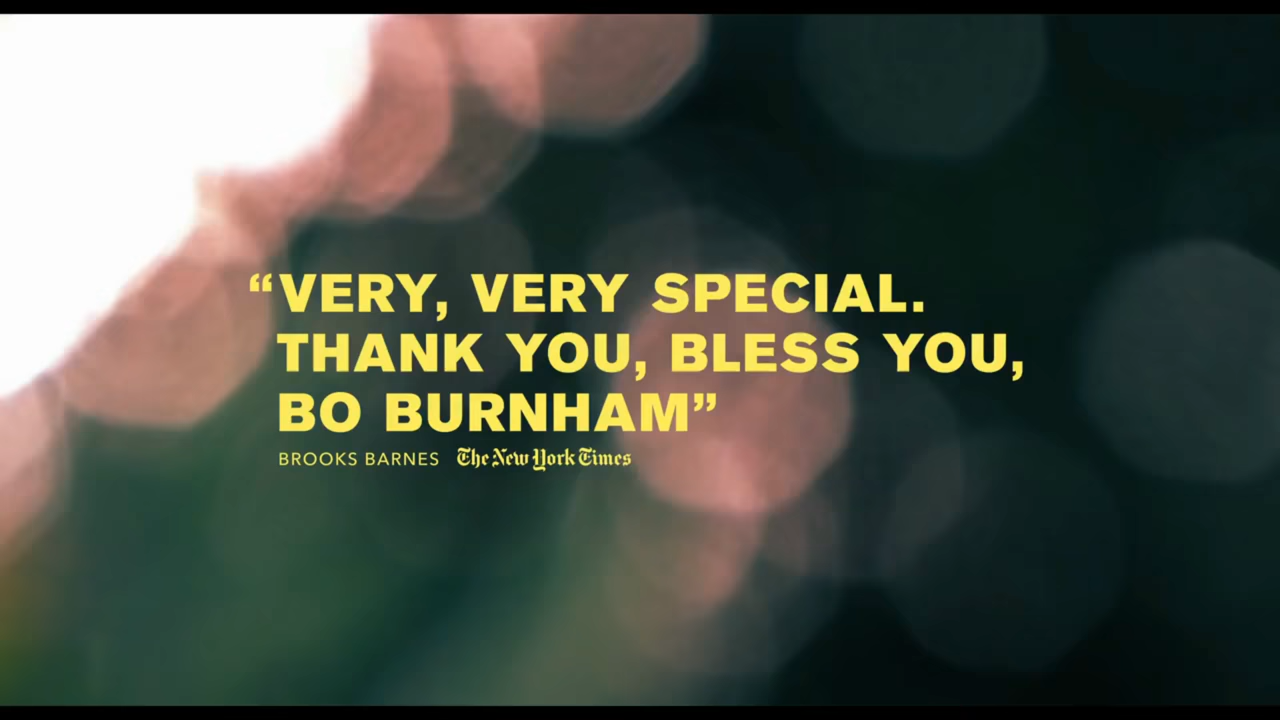 “VERY, VERY SPECIAL.
THANK YOU, BLESS YOU,
BO BURNHAM”
BROOKS BARNES The New York Times